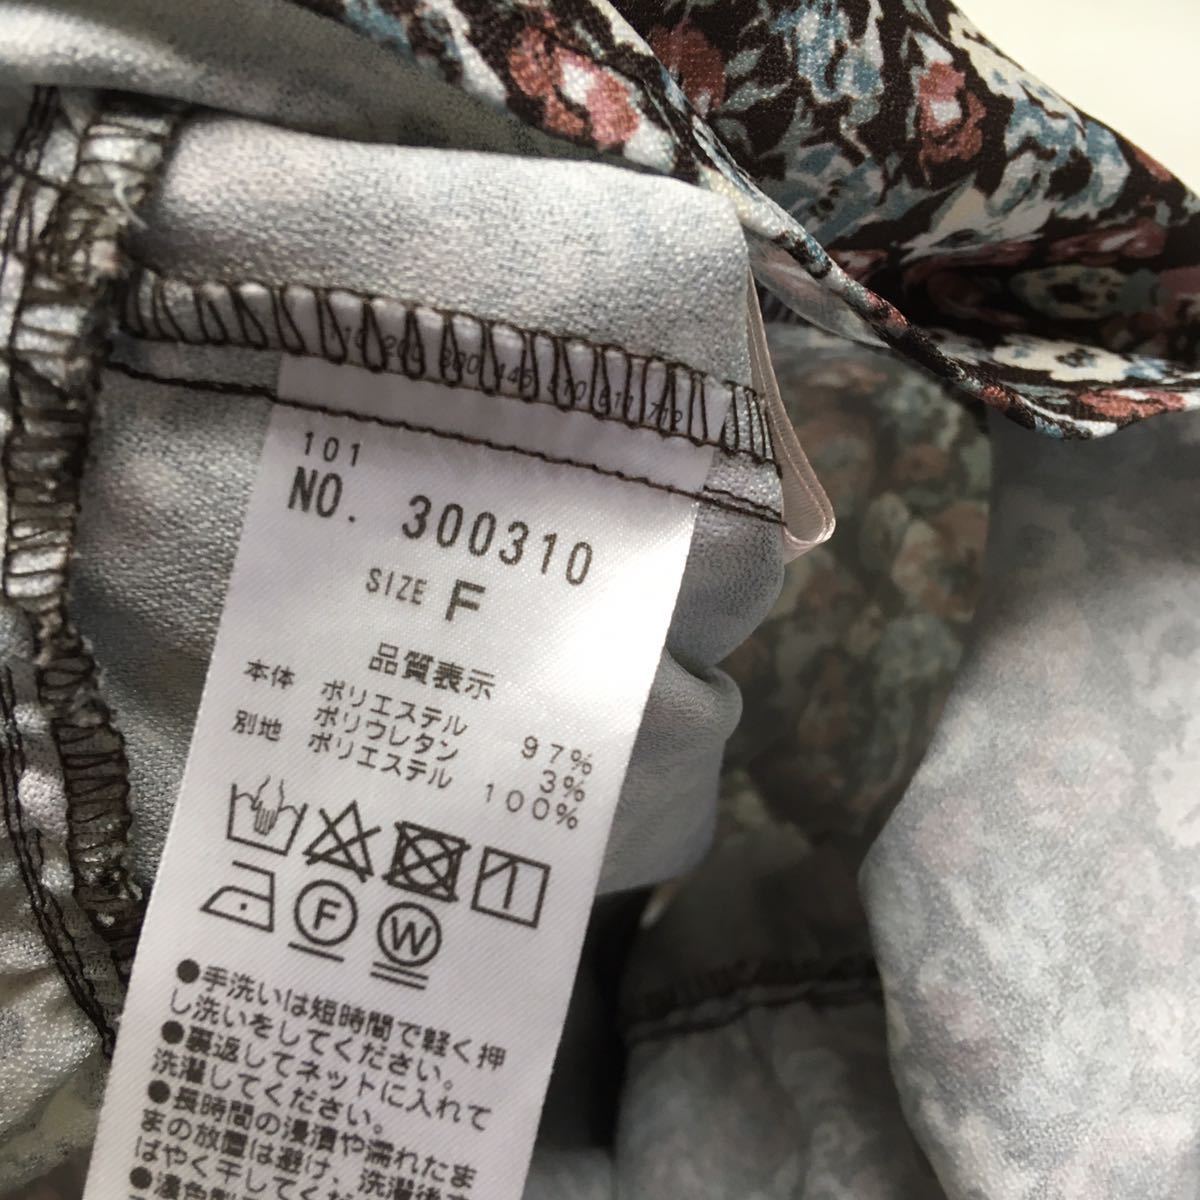 101
NO. 300310
SIZE F
品質表示
本体 ポリエステル 97%
ポリウレタン 3%
別地 ポリエステル 100%
F
W
●手洗いは短時間で軽く押
し洗いをしてください。
●裏返してネットに入れて
洗濯してください。
●長時間の浸漬や濡れたま
まの放置は避け、洗濯後す
ばやく干してくだ
●淡色製